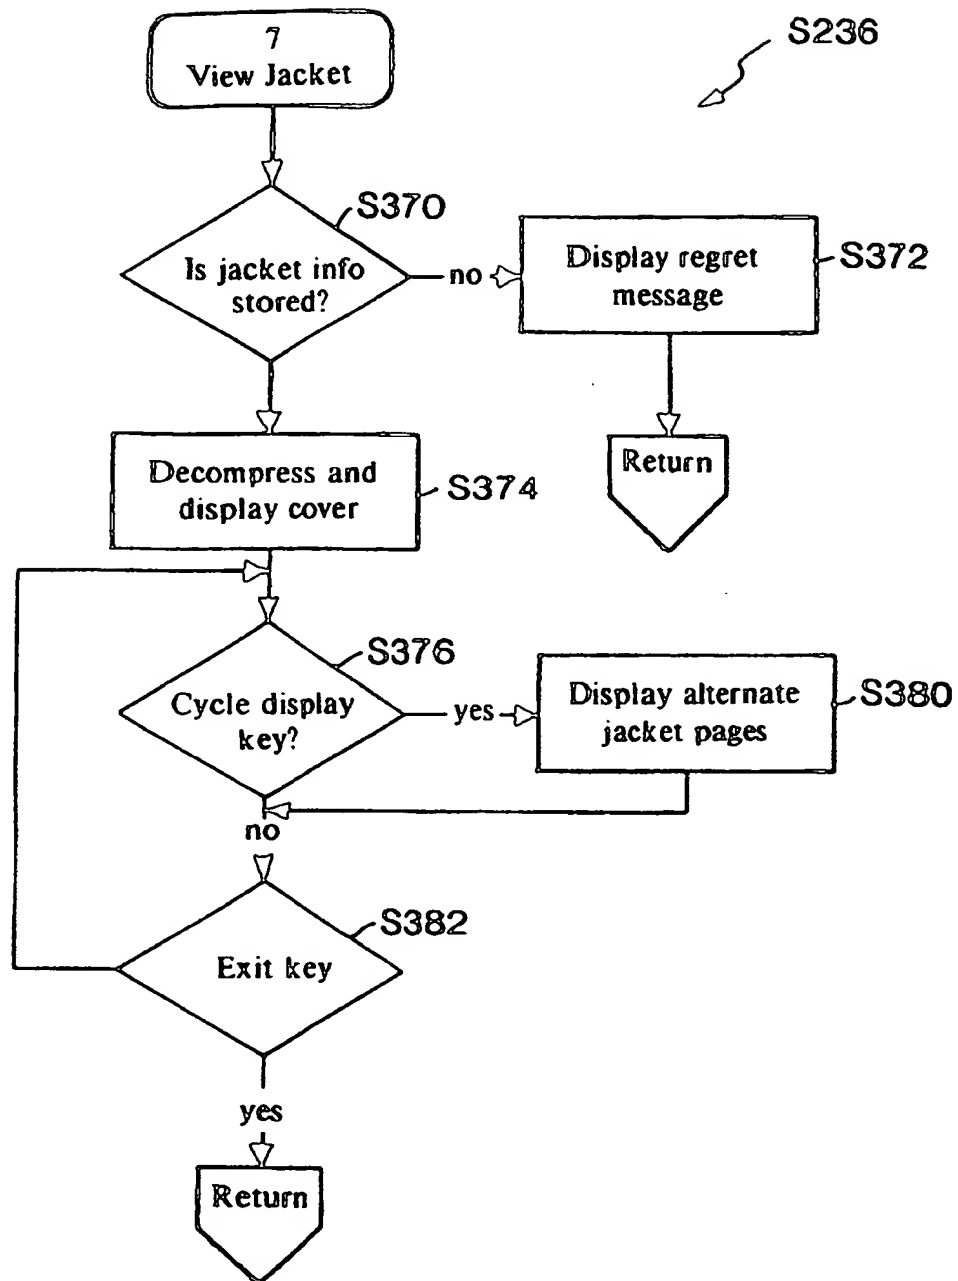 7
View Jacket
S236
S370
Is jacket info
stored?
no
Display regret
message
S372
Return
Decompress and
display cover
S374
S376
Cycle display
key?
yes
Display alternate
jacket pages
S380
no
S382
Exit key
yes
Return